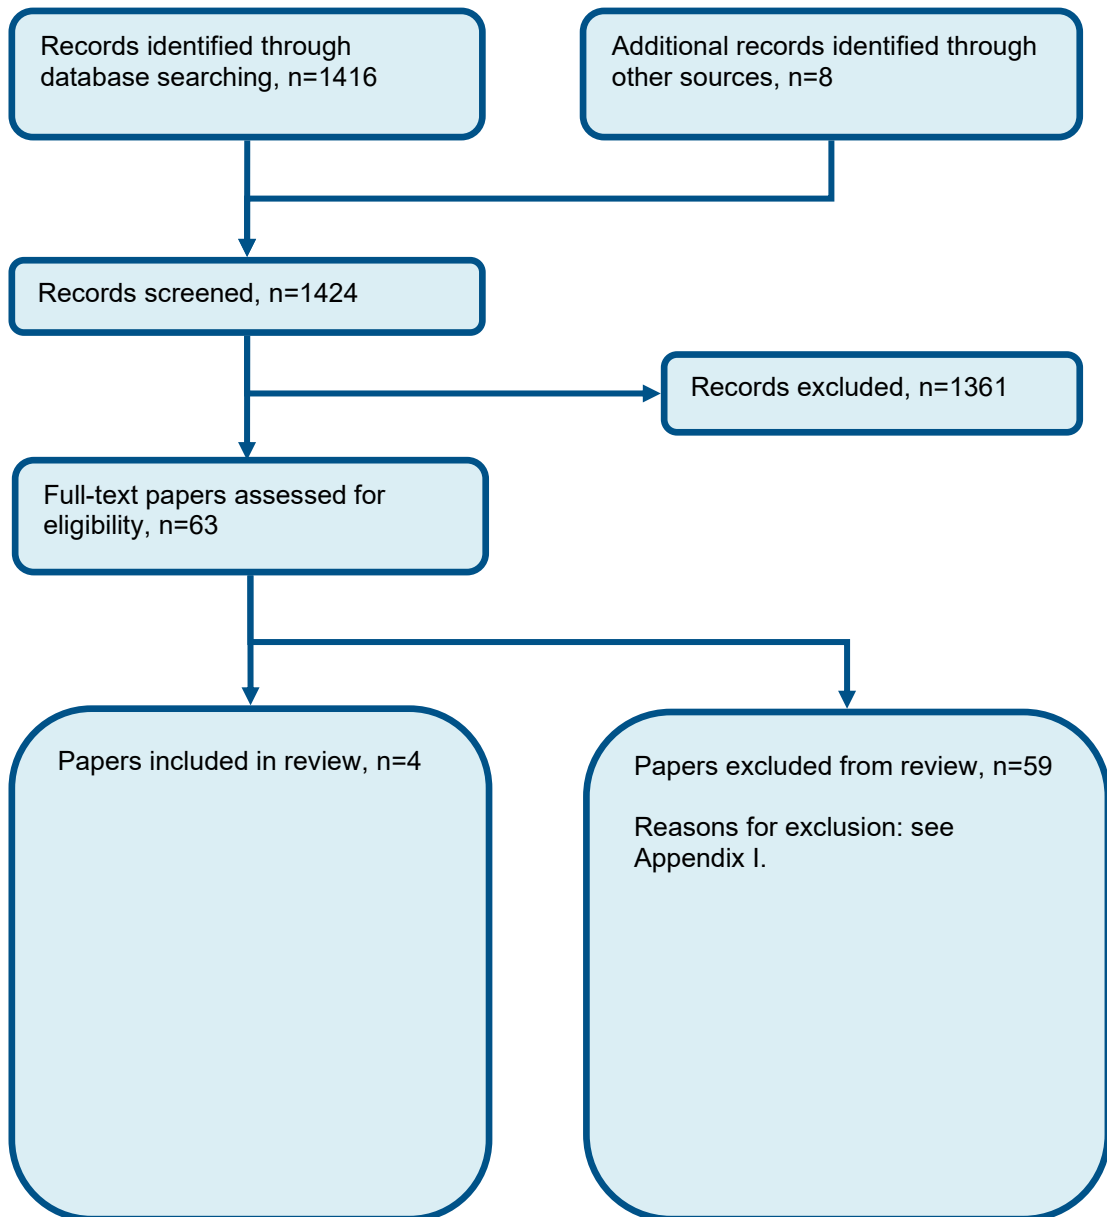 Records identified through
database searching, n=1416
Additional records identified through
other sources, n=8
Records screened, n=1424
Records excluded, n=1361
Full-text papers assessed for
eligibility, n=63
Papers included in review, n=4
Papers excluded from review, n=59
Reasons for exclusion: see
Appendix I.